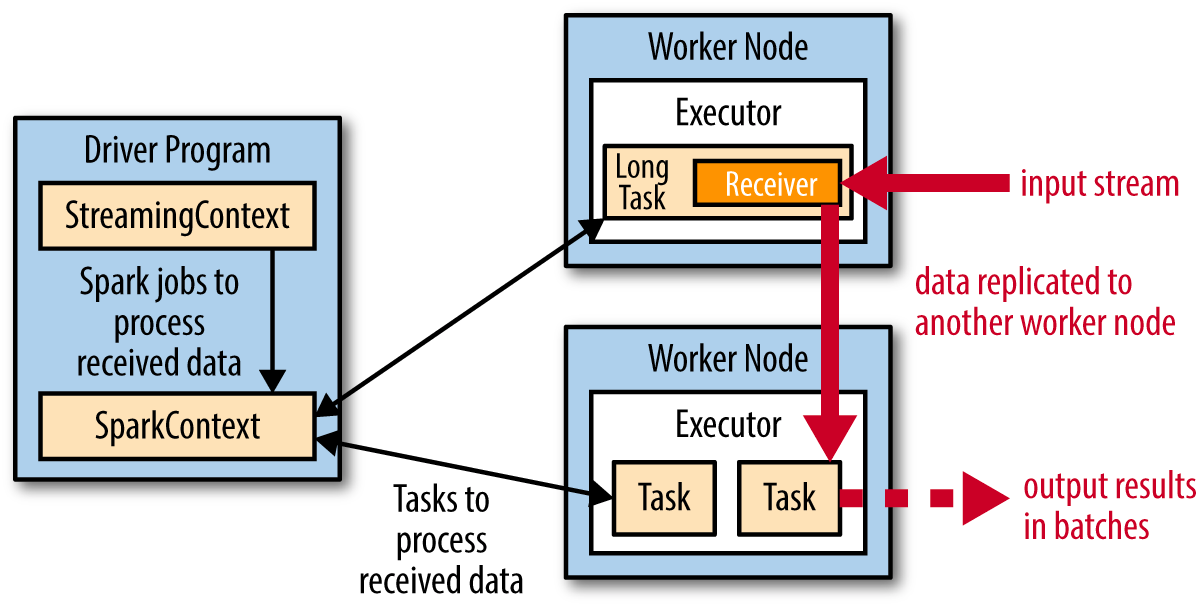 Driver Program
StreamingContext
Spark jobs to
process
received data
SparkContext
Worker Node
Executor
Long
Task
Receiver
input stream
data replicated to
another worker node
Worker Node
Executor
Task
Task
Tasks to
process
received data
output results
in batches